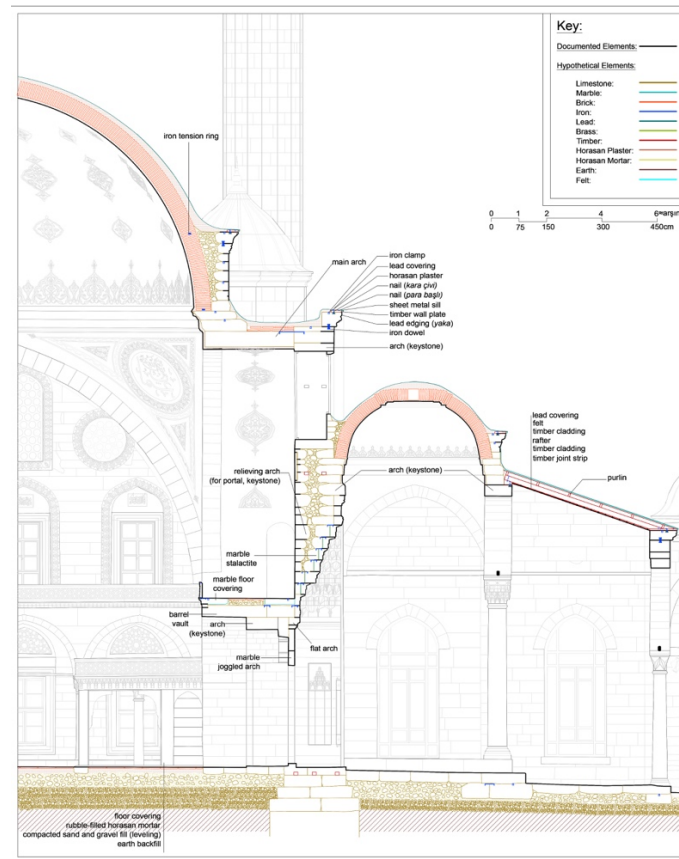 Key:
Documented Elements:
Hypothetical Elements:
Limestone:
Marble:
Brick:
Iron:
Lead:
Brass:
Timber:
Horasan Plaster:
Horasan Mortar:
Earth:
Felt:
0 1 2 4 6
0 75 150 300 450cm
iron tension ring
main arch
iron clamp
lead covering
horasan plaster
nail (kara çivi)
nail (para başlı)
sheet metal sill
timber wall plate
lead edging (yaka)
iron dowel
arch (keystone)
lead covering
felt
timber cladding
rafter
timber cladding
timber joint strip
purlin
relieving arch
(for portal, keystone)
arch (keystone)
marble
stalactite
marble floor
covering
barrel
vault
arch
(keystone)
flat arch
marble
joggled arch
floor covering
rubble-filled horasan mortar
compacted sand and gravel fill (leveling)
earth backfill